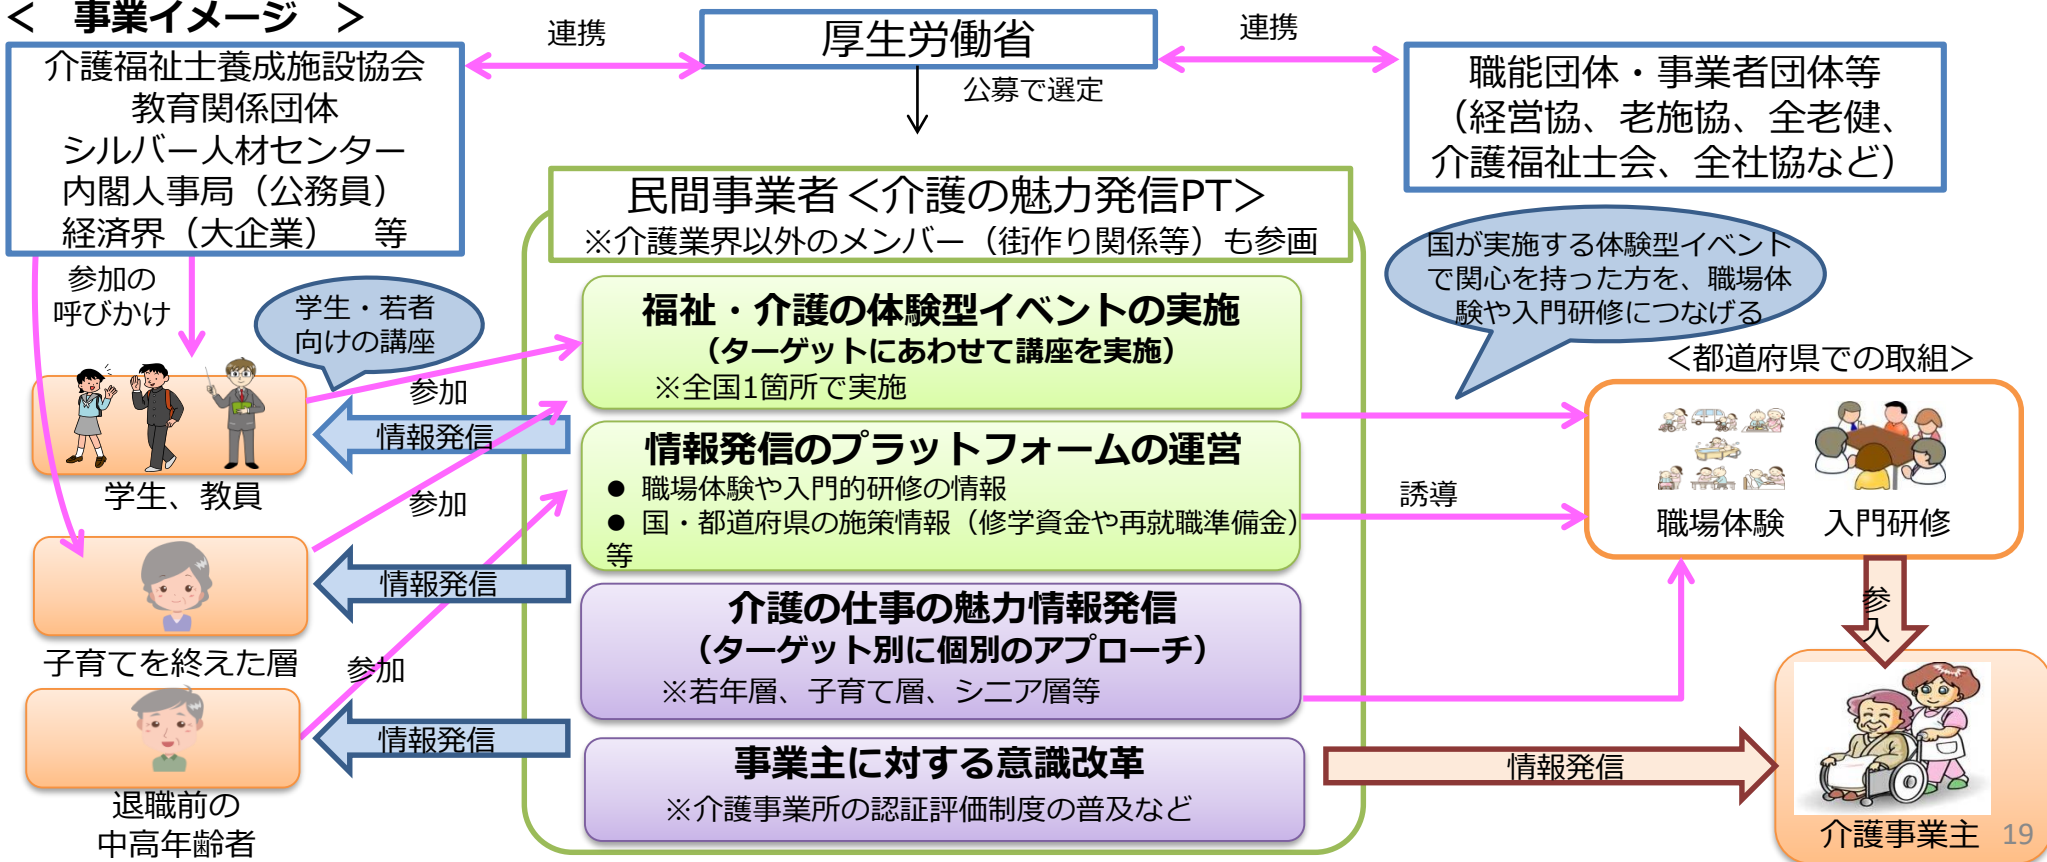 ＜　事業イメージ　＞
介護福祉士養成施設協会
教育関係団体
シルバー人材センター
内閣人事局（公務員）
経済界（大企業）　等
連携
厚生労働省
連携
公募で選定
職能団体・事業者団体等
（経営協、老施協、全老健、
介護福祉士会、全社協など）
民間事業者＜介護の魅力発信PT＞
※介護業界以外のメンバー（街作り関係等）も参画
参加の
呼びかけ
学生・若者
向けの講座
福祉・介護の体験型イベントの実施
（ターゲットにあわせて講座を実施）
※全国1箇所で実施
国が実施する体験型イベント
で関心を持った方を、職場体
験や入門研修につなげる
＜都道府県での取組＞
参加
情報発信
学生、教員
情報発信のプラットフォームの運営
● 職場体験や入門的研修の情報
● 国・都道府県の施策情報（修学資金や再就職準備金）
等
参加
誘導
職場体験
入門研修
情報発信
子育てを終えた層
介護の仕事の魅力情報発信
（ターゲット別に個別のアプローチ）
※若年層、子育て層、シニア層等
参
入
参加
情報発信
退職前の
中高年齢者
事業主に対する意識改革
※介護事業所の認証評価制度の普及など
情報発信
介護事業主
19